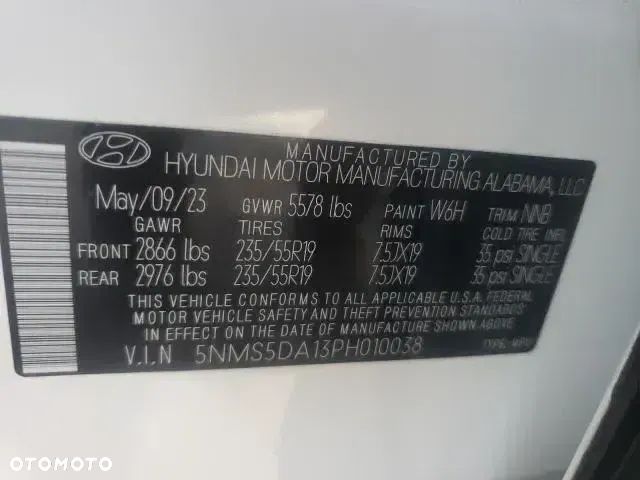 MANUFACTURED BY
HYUNDAI MOTOR MANUFACTURING ALABAMA, LLC
May/09/23 GVWR 5578 lbs PAINT W6H TRIM NNB
GAWR TIRES RIMS COLD TIRE INFL
FRONT 2866 lbs 235/55R19 7.5JX19 35 psi SINGLE
REAR 2976 lbs 235/55R19 7.5JX19 35 psi SINGLE
THIS VEHICLE CONFORMS TO ALL APPLICABLE U.S.A. FEDERAL
MOTOR VEHICLE SAFETY AND THEFT PREVENTION STANDARDS
IN EFFECT ON THE DATE OF MANUFACTURE SHOWN ABOVE.
V.I.N 5NMS5DA13PH010038 TYPE: MPV
OTOMOTO